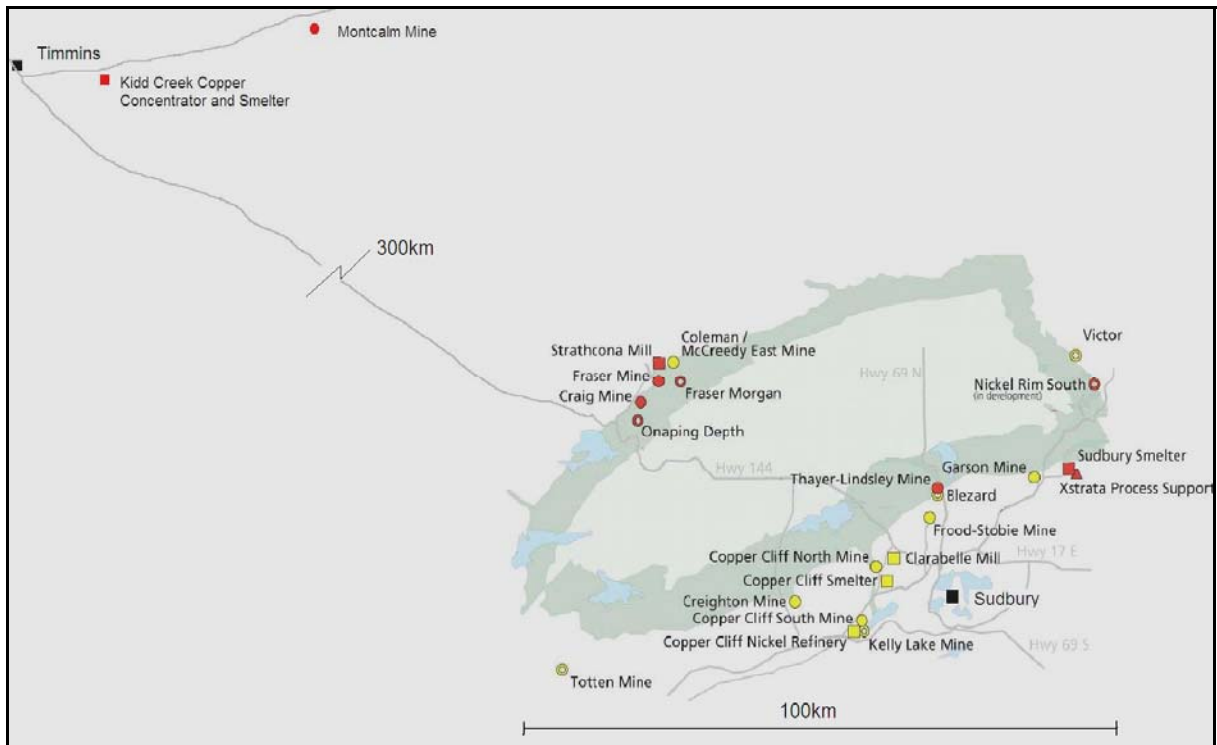 Montcalm Mine
Timmins
Kidd Creek Copper
Concentrator and Smelter
300km
Coleman /
McCreedy East Mine
Strathcona Mill
Victor
Fraser Mine
Hwy 69 N
Nickel Rim South
(in development)
Fraser Morgan
Craig Mine
Onaping Depth
Sudbury Smelter
Hwy 144
Garson Mine
Thayer-Lindsley Mine
Xstrata Process Support
Blezard
Frood-Stobie Mine
Copper Cliff North Mine
Clarabelle Mill
Hwy 17 E
Copper Cliff Smelter
Creighton Mine
Sudbury
Copper Cliff South Mine
Copper Cliff Nickel Refinery
Kelly Lake Mine
Hwy 69 S
Totten Mine
100km